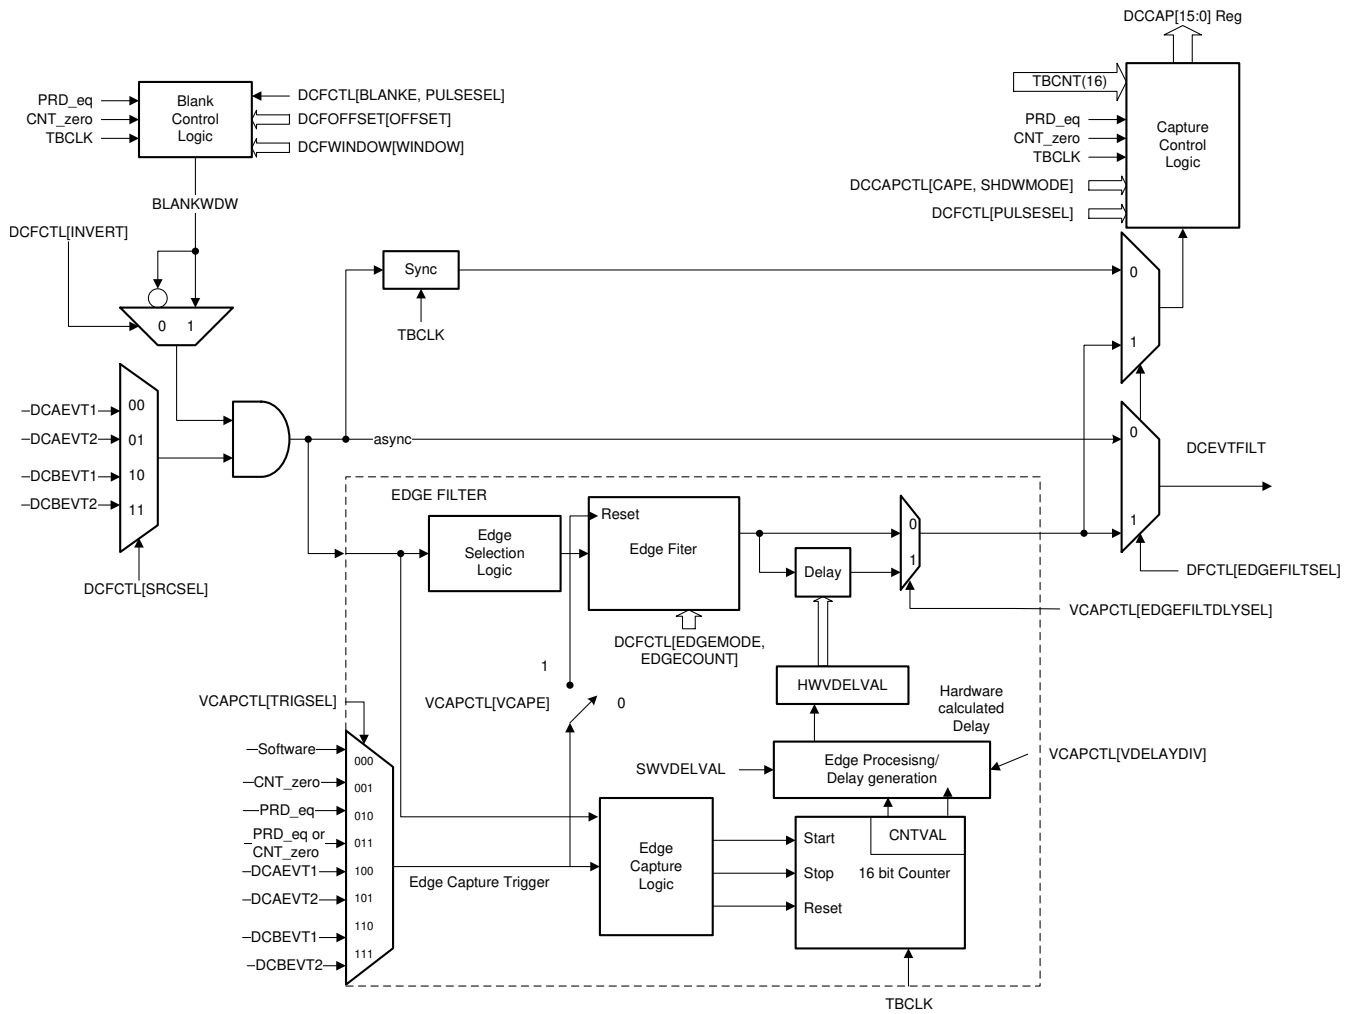 DCCAP[15:0] Reg
TBCNT(16)
PRD_eq
CNT_zero
TBCLK
Blank
Control
Logic
DCFCTL[BLANKE, PULSESEL]
DCFOFFSET[OFFSET]
DCFWINDOW[WINDOW]
PRD_eq
CNT_zero
TBCLK
DCCAPCTL[CAPE, SHDWMODE]
DCFCTL[PULSESEL]
Capture
Control
Logic
BLANKWDW
DCFCTL[INVERT]
0 1
Sync
TBCLK
0
1
DCAEVT1
DCAEVT2
DCBEVT1
DCBEVT2
00
01
10
11
DCFCTL[SRCSEL]
async
0
1
DCEVTFILT
DFCTL[EDGEFILTSEL]
EDGE FILTER
Edge
Selection
Logic
Reset
Edge Fiter
DCFCTL[EDGEMODE,
EDGECOUNT]
Delay
0
1
VCAPCTL[EDGEFILTDLYSEL]
HWVDELVAL
Hardware
calculated
Delay
1
VCAPCTL[VCAPE]
0
VCAPCTL[TRIGSEL]
Software
CNT_zero
PRD_eq
PRD_eq or
CNT_zero
DCAEVT1
DCAEVT2
DCBEVT1
DCBEVT2
000
001
010
011
100
101
110
111
Edge Capture Trigger
SWVDELVAL
Edge Procesisng/
Delay generation
VCAPCTL[VDELAYDIV]
Edge
Capture
Logic
Start
Stop
Reset
CNTVAL
16 bit Counter
TBCLK